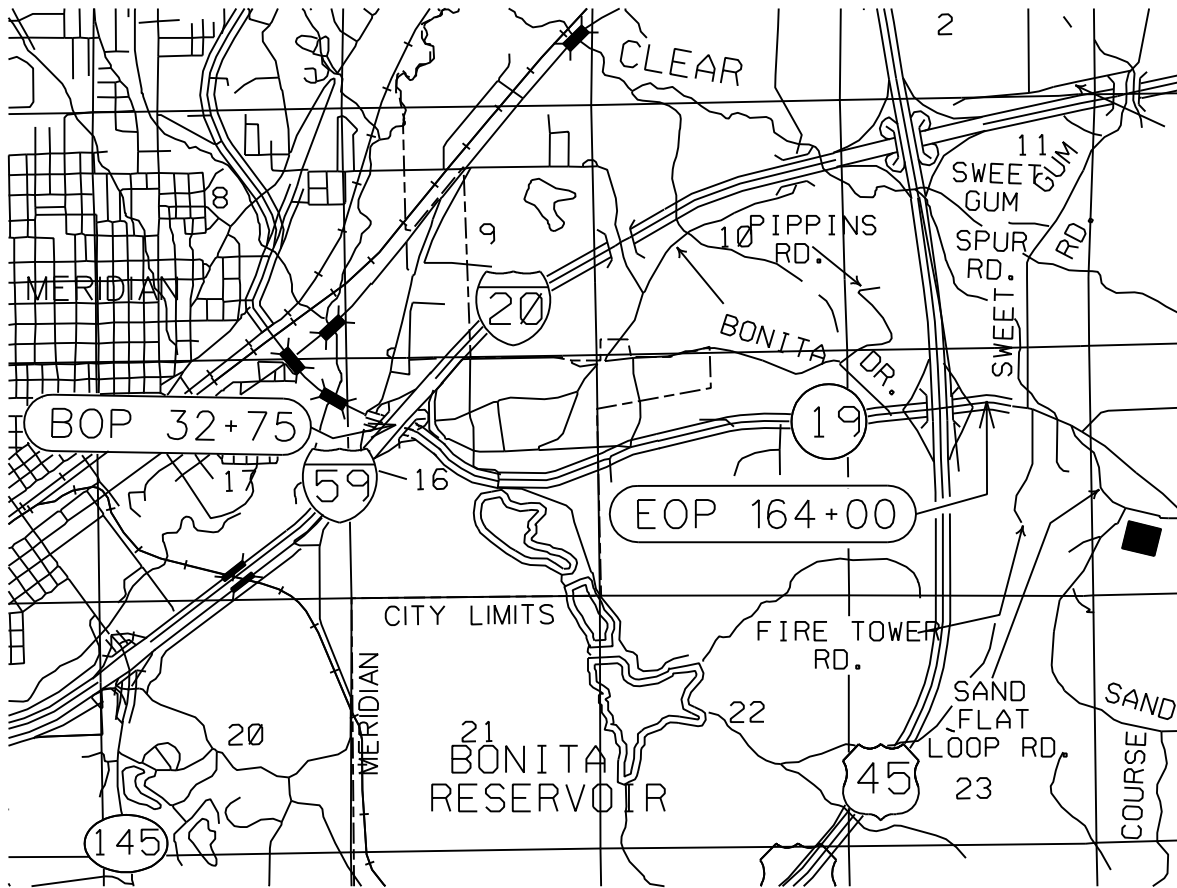 2
CLEAR
11
SWEET
GUM
GUM
RD.
8
9
10
PIPPINS
RD.
SPUR
RD.
MERIDIAN
20
SWEET
BONITA DR.
BOP 32+75
19
17
59
16
EOP 164+00
CITY LIMITS
FIRE TOWER
RD.
MERIDIAN
22
SAND
FLAT
LOOP RD.
SAND
20
21
BONITA
RESERVOIR
45
23
COURSE
145